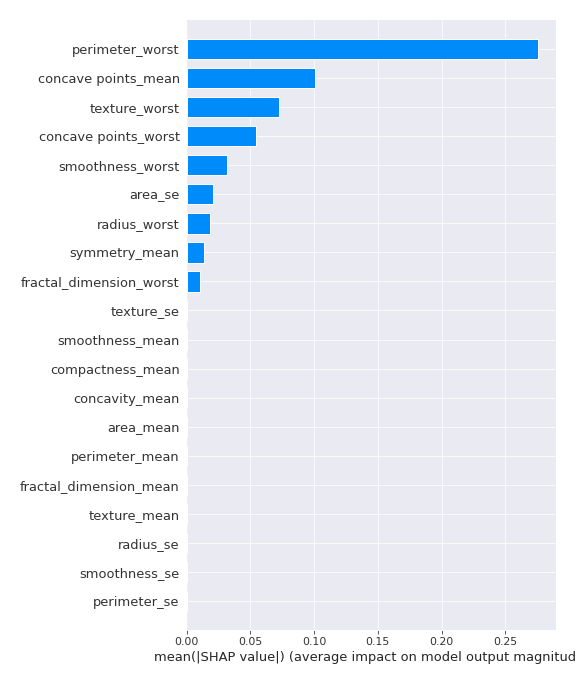 perimeter_worst
concave points_mean
texture_worst
concave points_worst
smoothness_worst
area_se
radius_worst
symmetry_mean
fractal_dimension_worst
texture_se
smoothness_mean
compactness_mean
concavity_mean
area_mean
perimeter_mean
fractal_dimension_mean
texture_mean
radius_se
smoothness_se
perimeter_se
0.00 0.05 0.10 0.15 0.20 0.25
mean(|SHAP value|) (average impact on model output magnitud